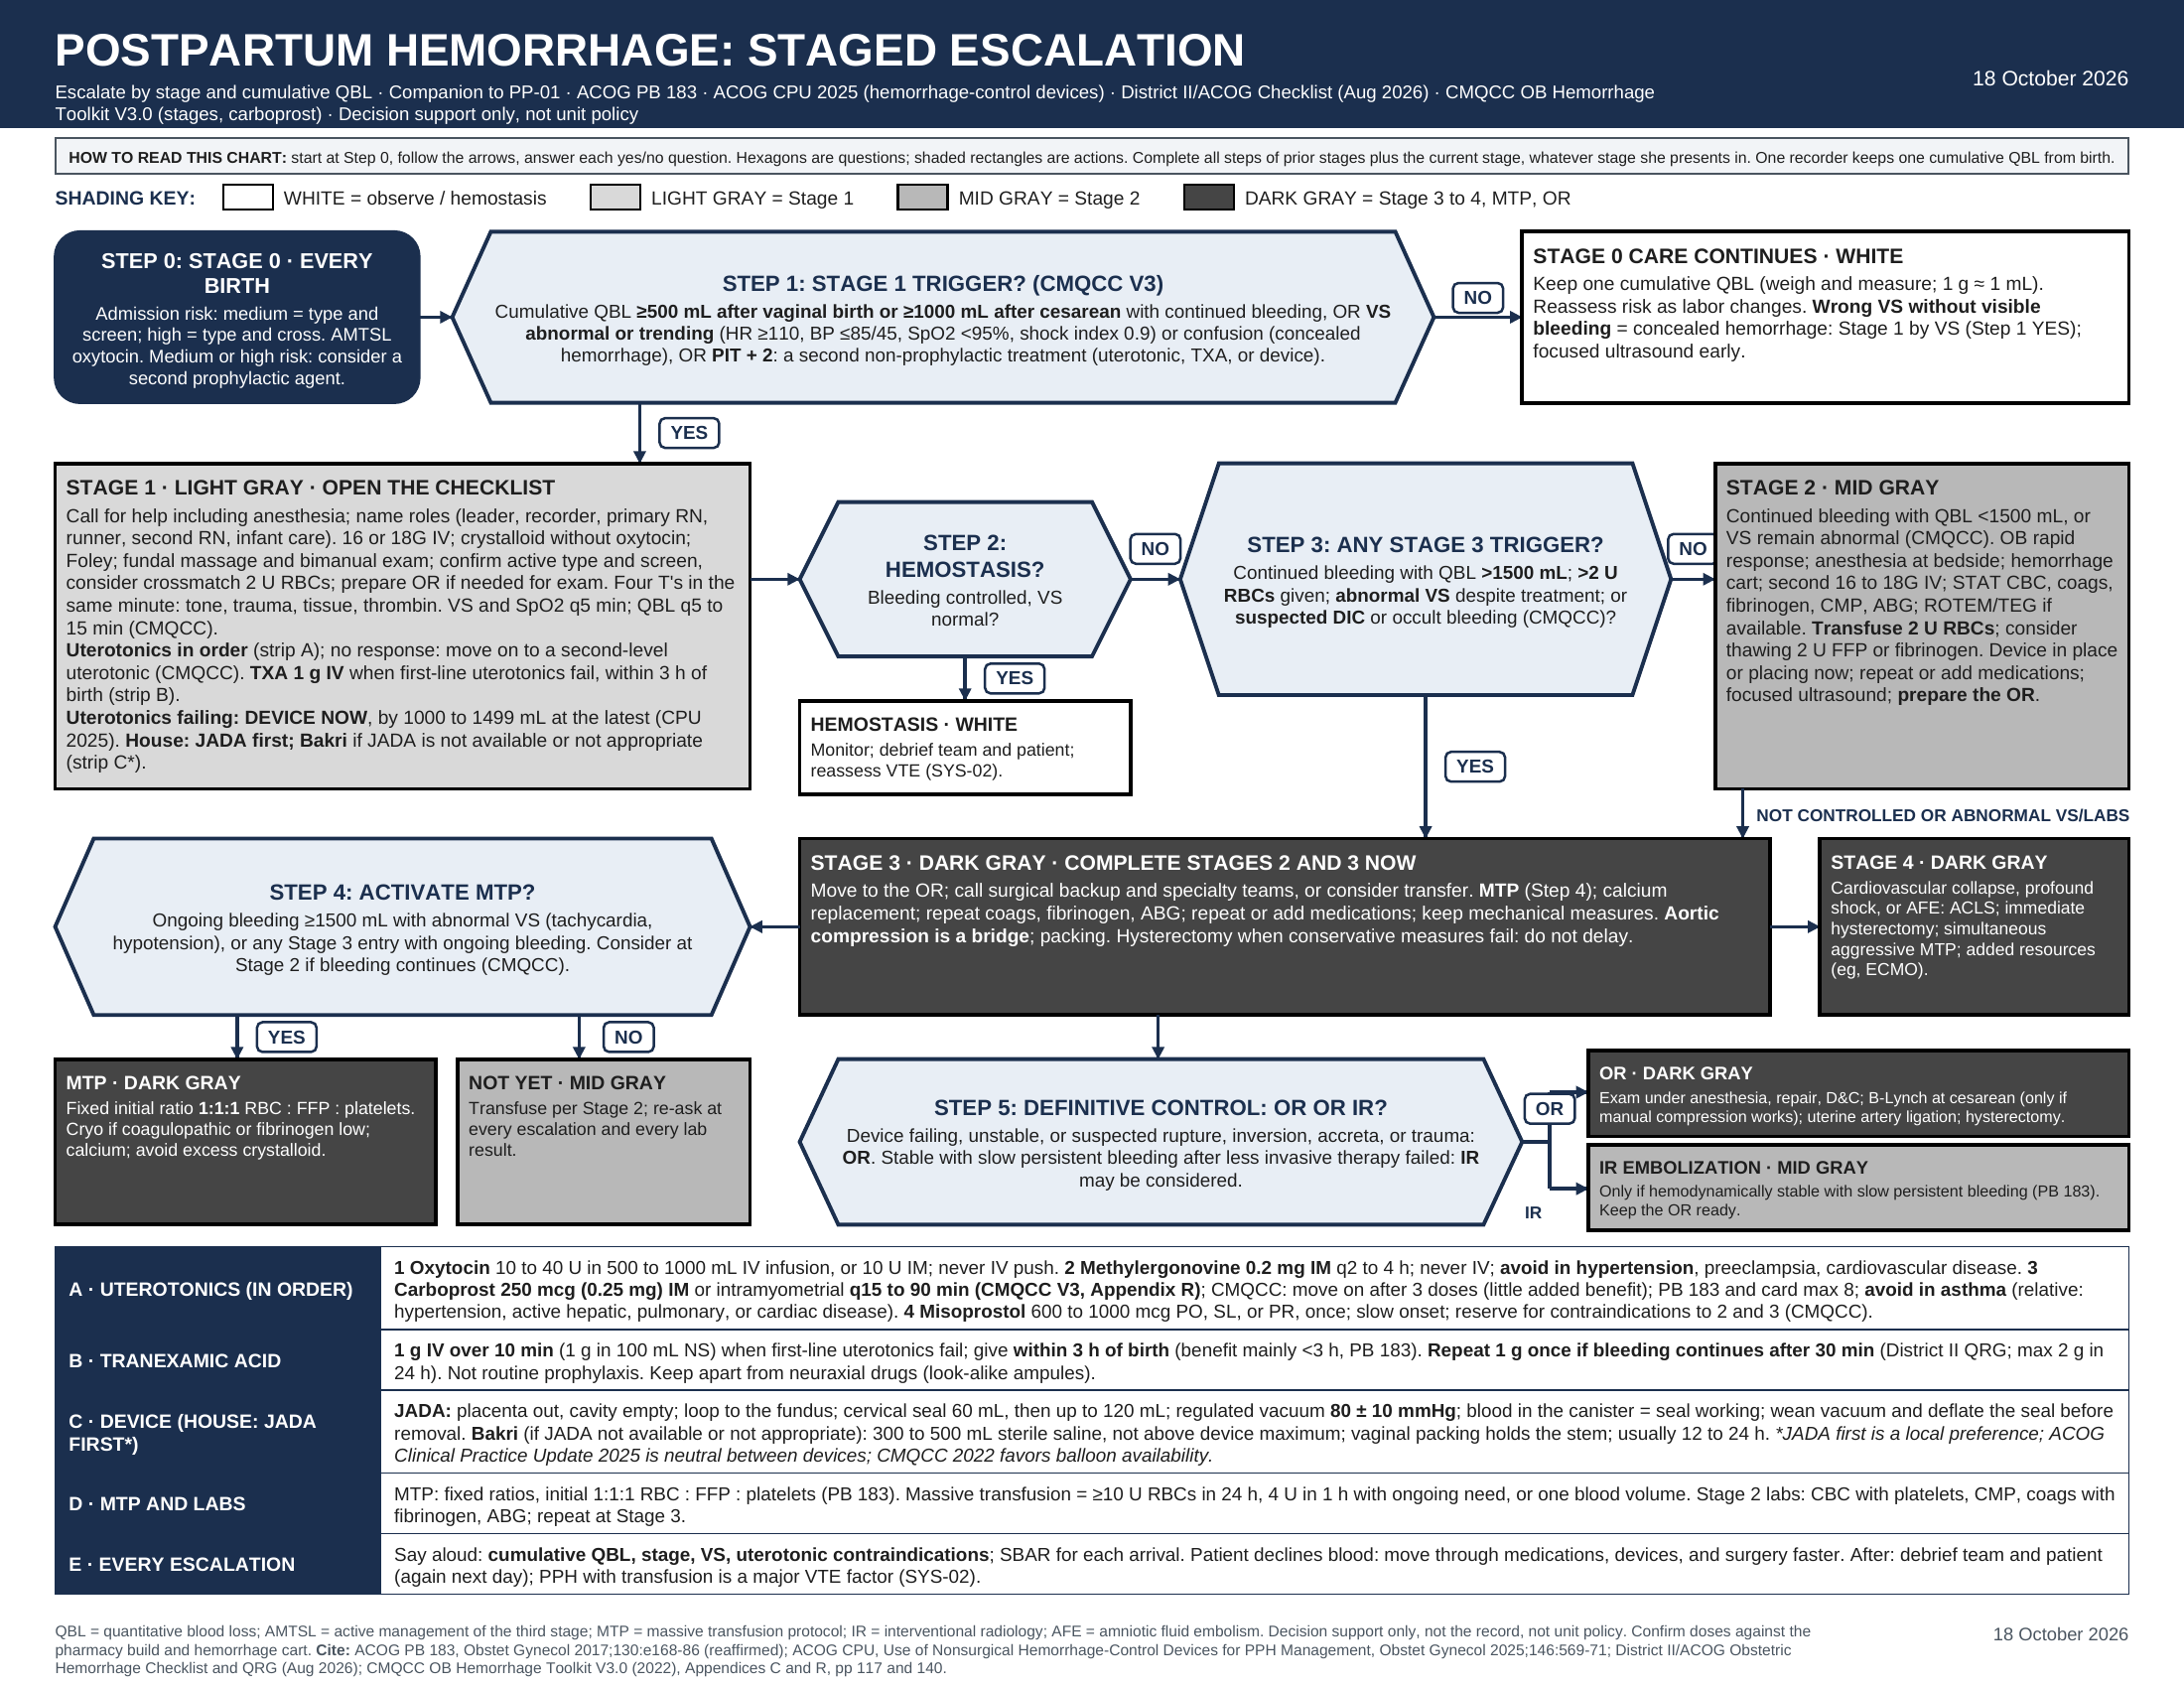 POSTPARTUM HEMORRHAGE: STAGED ESCALATION
Escalate by stage and cumulative QBL · Companion to PP-01 · ACOG PB 183 · ACOG CPU 2025 (hemorrhage-control devices) · District II/ACOG Checklist (Aug 2026) · CMQCC OB Hemorrhage
Toolkit V3.0 (stages, carboprost) · Decision support only, not unit policy
18 October 2026
HOW TO READ THIS CHART: start at Step 0, follow the arrows, answer each yes/no question. Hexagons are questions; shaded rectangles are actions. Complete all steps of prior stages plus the current stage, whatever stage she presents in. One recorder keeps one cumulative QBL from birth.
SHADING KEY:
WHITE = observe / hemostasis
LIGHT GRAY = Stage 1
MID GRAY = Stage 2
DARK GRAY = Stage 3 to 4, MTP, OR
STEP 0: STAGE 0 · EVERY
BIRTH
Admission risk: medium = type and
screen; high = type and cross. AMTSL
oxytocin. Medium or high risk: consider a
second prophylactic agent.
STEP 1: STAGE 1 TRIGGER? (CMQCC V3)
Cumulative QBL ≥500 mL after vaginal birth or ≥1000 mL after cesarean with continued bleeding, OR VS
abnormal or trending (HR ≥110, BP ≤85/45, SpO2 <95%, shock index 0.9) or confusion (concealed
hemorrhage), OR PIT + 2: a second non-prophylactic treatment (uterotonic, TXA, or device).
NO
STAGE 0 CARE CONTINUES · WHITE
Keep one cumulative QBL (weigh and measure; 1 g ≈ 1 mL).
Reassess risk as labor changes. Wrong VS without visible
bleeding = concealed hemorrhage: Stage 1 by VS (Step 1 YES);
focused ultrasound early.
YES
STAGE 1 · LIGHT GRAY · OPEN THE CHECKLIST
Call for help including anesthesia; name roles (leader, recorder, primary RN,
runner, second RN, infant care). 16 or 18G IV; crystalloid without oxytocin;
Foley; fundal massage and bimanual exam; confirm active type and screen,
consider crossmatch 2 U RBCs; prepare OR if needed for exam. Four T's in the
same minute: tone, trauma, tissue, thrombin. VS and SpO2 q5 min; QBL q5 to
15 min (CMQCC).
Uterotonics in order (strip A); no response: move on to a second-level
uterotonic (CMQCC). TXA 1 g IV when first-line uterotonics fail, within 3 h of
birth (strip B).
Uterotonics failing: DEVICE NOW, by 1000 to 1499 mL at the latest (CPU
2025). House: JADA first; Bakri if JADA is not available or not appropriate
(strip C*).
STEP 2:
HEMOSTASIS?
Bleeding controlled, VS
normal?
NO
YES
HEMOSTASIS · WHITE
Monitor; debrief team and patient;
reassess VTE (SYS-02).
STEP 3: ANY STAGE 3 TRIGGER?
Continued bleeding with QBL >1500 mL; >2 U
RBCs given; abnormal VS despite treatment; or
suspected DIC or occult bleeding (CMQCC)?
NO
YES
STAGE 2 · MID GRAY
Continued bleeding with QBL <1500 mL, or
VS remain abnormal (CMQCC). OB rapid
response; anesthesia at bedside; hemorrhage
cart; second 16 to 18G IV; STAT CBC, coags,
fibrinogen, CMP, ABG; ROTEM/TEG if
available. Transfuse 2 U RBCs; consider
thawing 2 U FFP or fibrinogen. Device in place
or placing now; repeat or add medications;
focused ultrasound; prepare the OR.
NOT CONTROLLED OR ABNORMAL VS/LABS
STEP 4: ACTIVATE MTP?
Ongoing bleeding ≥1500 mL with abnormal VS (tachycardia,
hypotension), or any Stage 3 entry with ongoing bleeding. Consider at
Stage 2 if bleeding continues (CMQCC).
STAGE 3 · DARK GRAY · COMPLETE STAGES 2 AND 3 NOW
Move to the OR; call surgical backup and specialty teams, or consider transfer. MTP (Step 4); calcium
replacement; repeat coags, fibrinogen, ABG; repeat or add medications; keep mechanical measures. Aortic
compression is a bridge; packing. Hysterectomy when conservative measures fail: do not delay.
STAGE 4 · DARK GRAY
Cardiovascular collapse, profound
shock, or AFE: ACLS; immediate
hysterectomy; simultaneous
aggressive MTP; added resources
(eg, ECMO).
YES
NO
MTP · DARK GRAY
Fixed initial ratio 1:1:1 RBC : FFP : platelets.
Cryo if coagulopathic or fibrinogen low;
calcium; avoid excess crystalloid.
NOT YET · MID GRAY
Transfuse per Stage 2; re-ask at
every escalation and every lab
result.
STEP 5: DEFINITIVE CONTROL: OR OR IR?
Device failing, unstable, or suspected rupture, inversion, accreta, or trauma:
OR. Stable with slow persistent bleeding after less invasive therapy failed: IR
may be considered.
OR
IR
OR · DARK GRAY
Exam under anesthesia, repair, D&C; B-Lynch at cesarean (only if
manual compression works); uterine artery ligation; hysterectomy.
IR EMBOLIZATION · MID GRAY
Only if hemodynamically stable with slow persistent bleeding (PB 183).
Keep the OR ready.
A · UTEROTONICS (IN ORDER)
1 Oxytocin 10 to 40 U in 500 to 1000 mL IV infusion, or 10 U IM; never IV push. 2 Methylergonovine 0.2 mg IM q2 to 4 h; never IV; avoid in hypertension, preeclampsia, cardiovascular disease. 3
Carboprost 250 mcg (0.25 mg) IM or intramyometrial q15 to 90 min (CMQCC V3, Appendix R); CMQCC: move on after 3 doses (little added benefit); PB 183 and card max 8; avoid in asthma (relative:
hypertension, active hepatic, pulmonary, or cardiac disease). 4 Misoprostol 600 to 1000 mcg PO, SL, or PR, once; slow onset; reserve for contraindications to 2 and 3 (CMQCC).
B · TRANEXAMIC ACID
1 g IV over 10 min (1 g in 100 mL NS) when first-line uterotonics fail; give within 3 h of birth (benefit mainly <3 h, PB 183). Repeat 1 g once if bleeding continues after 30 min (District II QRG; max 2 g in
24 h). Not routine prophylaxis. Keep apart from neuraxial drugs (look-alike ampules).
C · DEVICE (HOUSE: JADA
FIRST*)
JADA: placenta out, cavity empty; loop to the fundus; cervical seal 60 mL, then up to 120 mL; regulated vacuum 80 ± 10 mmHg; blood in the canister = seal working; wean vacuum and deflate the seal before
removal. Bakri (if JADA not available or not appropriate): 300 to 500 mL sterile saline, not above device maximum; vaginal packing holds the stem; usually 12 to 24 h. *JADA first is a local preference; ACOG
Clinical Practice Update 2025 is neutral between devices; CMQCC 2022 favors balloon availability.
D · MTP AND LABS
MTP: fixed ratios, initial 1:1:1 RBC : FFP : platelets (PB 183). Massive transfusion = ≥10 U RBCs in 24 h, 4 U in 1 h with ongoing need, or one blood volume. Stage 2 labs: CBC with platelets, CMP, coags with
fibrinogen, ABG; repeat at Stage 3.
E · EVERY ESCALATION
Say aloud: cumulative QBL, stage, VS, uterotonic contraindications; SBAR for each arrival. Patient declines blood: move through medications, devices, and surgery faster. After: debrief team and patient
(again next day); PPH with transfusion is a major VTE factor (SYS-02).
QBL = quantitative blood loss; AMTSL = active management of the third stage; MTP = massive transfusion protocol; IR = interventional radiology; AFE = amniotic fluid embolism. Decision support only, not the record, not unit policy. Confirm doses against the
pharmacy build and hemorrhage cart. Cite: ACOG PB 183, Obstet Gynecol 2017;130:e168-86 (reaffirmed); ACOG CPU, Use of Nonsurgical Hemorrhage-Control Devices for PPH Management, Obstet Gynecol 2025;146:569-71; District II/ACOG Obstetric
Hemorrhage Checklist and QRG (Aug 2026); CMQCC OB Hemorrhage Toolkit V3.0 (2022), Appendices C and R, pp 117 and 140.
18 October 2026